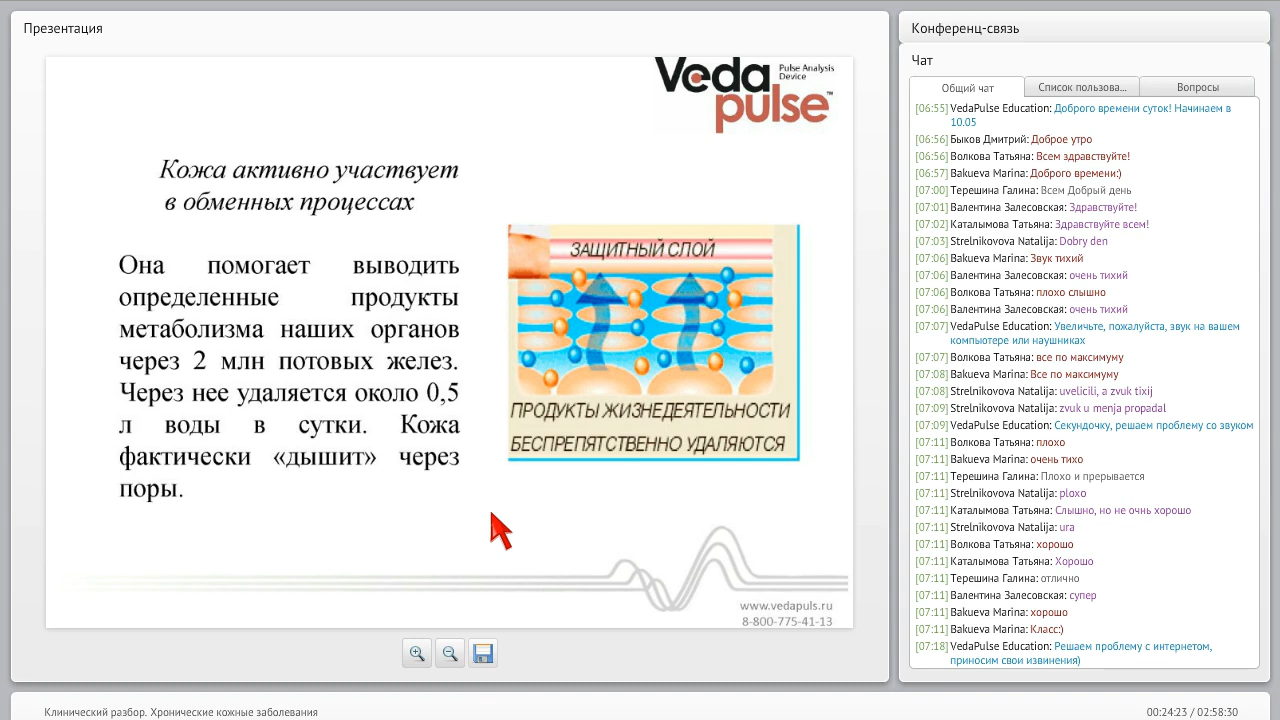 Презентация
Veda
pulse™
Pulse Analysis
Device
Кожа активно участвует
в обменных процессах
Она помогает выводить
определенные продукты
метаболизма наших органов
через 2 млн потовых желез.
Через нее удаляется около 0,5
л воды в сутки. Кожа
фактически «дышит» через
поры.
ЗАЩИТНЫЙ СЛОЙ
ПРОДУКТЫ ЖИЗНЕДЕЯТЕЛЬНОСТИ
БЕСПРЕПЯТСТВЕННО УДАЛЯЮТСЯ
www.vedapuls.ru
8-800-775-41-13
Конференц-связь
Чат
Общий чат
Список пользова...
Вопросы
[06:55] VedaPulse Education: Доброго времени суток! Начинаем в
10.05
[06:56] Быков Дмитрий: Доброе утро
[06:56] Волкова Татьяна: Всем здравствуйте!
[06:57] Bakueva Marina: Доброго времени:)
[07:00] Терешина Галина: Всем Добрый день
[07:01] Валентина Залесовская: Здравствуйте!
[07:02] Каталымова Татьяна: Здравствуйте всем!
[07:03] Strelnikovova Natalija: Dobry den
[07:06] Bakueva Marina: Звук тихий
[07:06] Валентина Залесовская: очень тихий
[07:06] Волкова Татьяна: плохо слышно
[07:06] Валентина Залесовская: очень тихий
[07:07] VedaPulse Education: Увеличьте, пожалуйста, звук на вашем
компьютере или наушниках
[07:07] Волкова Татьяна: все по максимуму
[07:08] Bakueva Marina: Все по максимуму
[07:08] Strelnikovova Natalija: uvelicili, a zvuk tixij
[07:09] Strelnikovova Natalija: zvuk u menja propadal
[07:09] VedaPulse Education: Секундочку, решаем проблему со звуком
[07:11] Волкова Татьяна: плохо
[07:11] Bakueva Marina: очень тихо
[07:11] Терешина Галина: Плохо и прерывается
[07:11] Strelnikovova Natalija: ploxo
[07:11] Каталымова Татьяна: Слышно, но не очнь хорошо
[07:11] Strelnikovova Natalija: ura
[07:11] Волкова Татьяна: хорошо
[07:11] Каталымова Татьяна: Хорошо
[07:11] Терешина Галина: отлично
[07:11] Валентина Залесовская: супер
[07:11] Bakueva Marina: хорошо
[07:11] Bakueva Marina: Класс:)
[07:18] VedaPulse Education: Решаем проблему с интернетом,
приносим свои извинения)
Клинический разбор. Хронические кожные заболевания
00:24:23 / 02:58:30